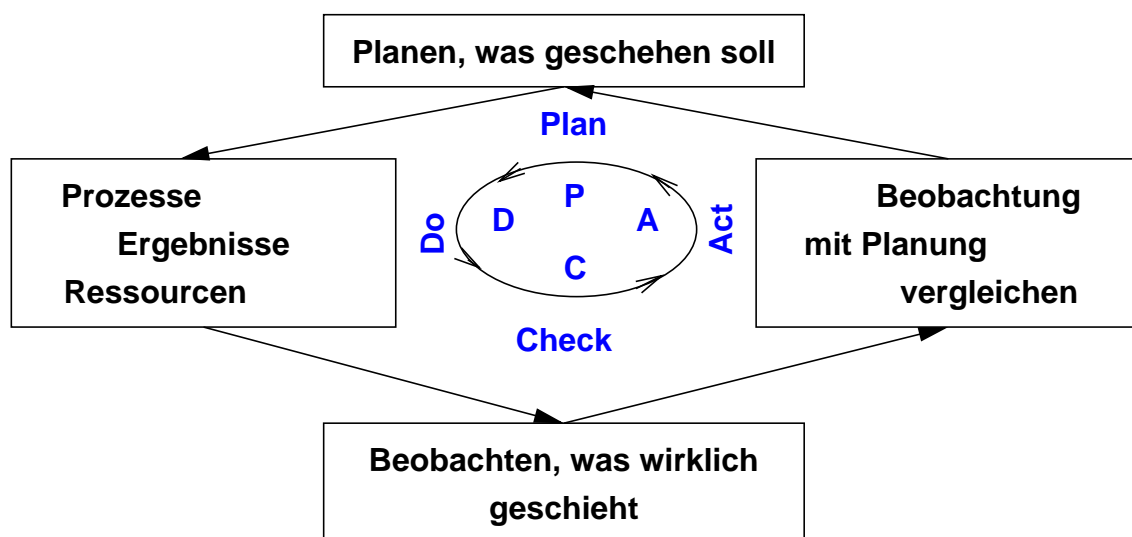 Planen, was geschehen soll
Plan
Prozesse
Ergebnisse
Ressourcen
Do
P
D
A
C
Act
Beobachtung
mit Planung
vergleichen
Check
Beobachten, was wirklich
geschieht